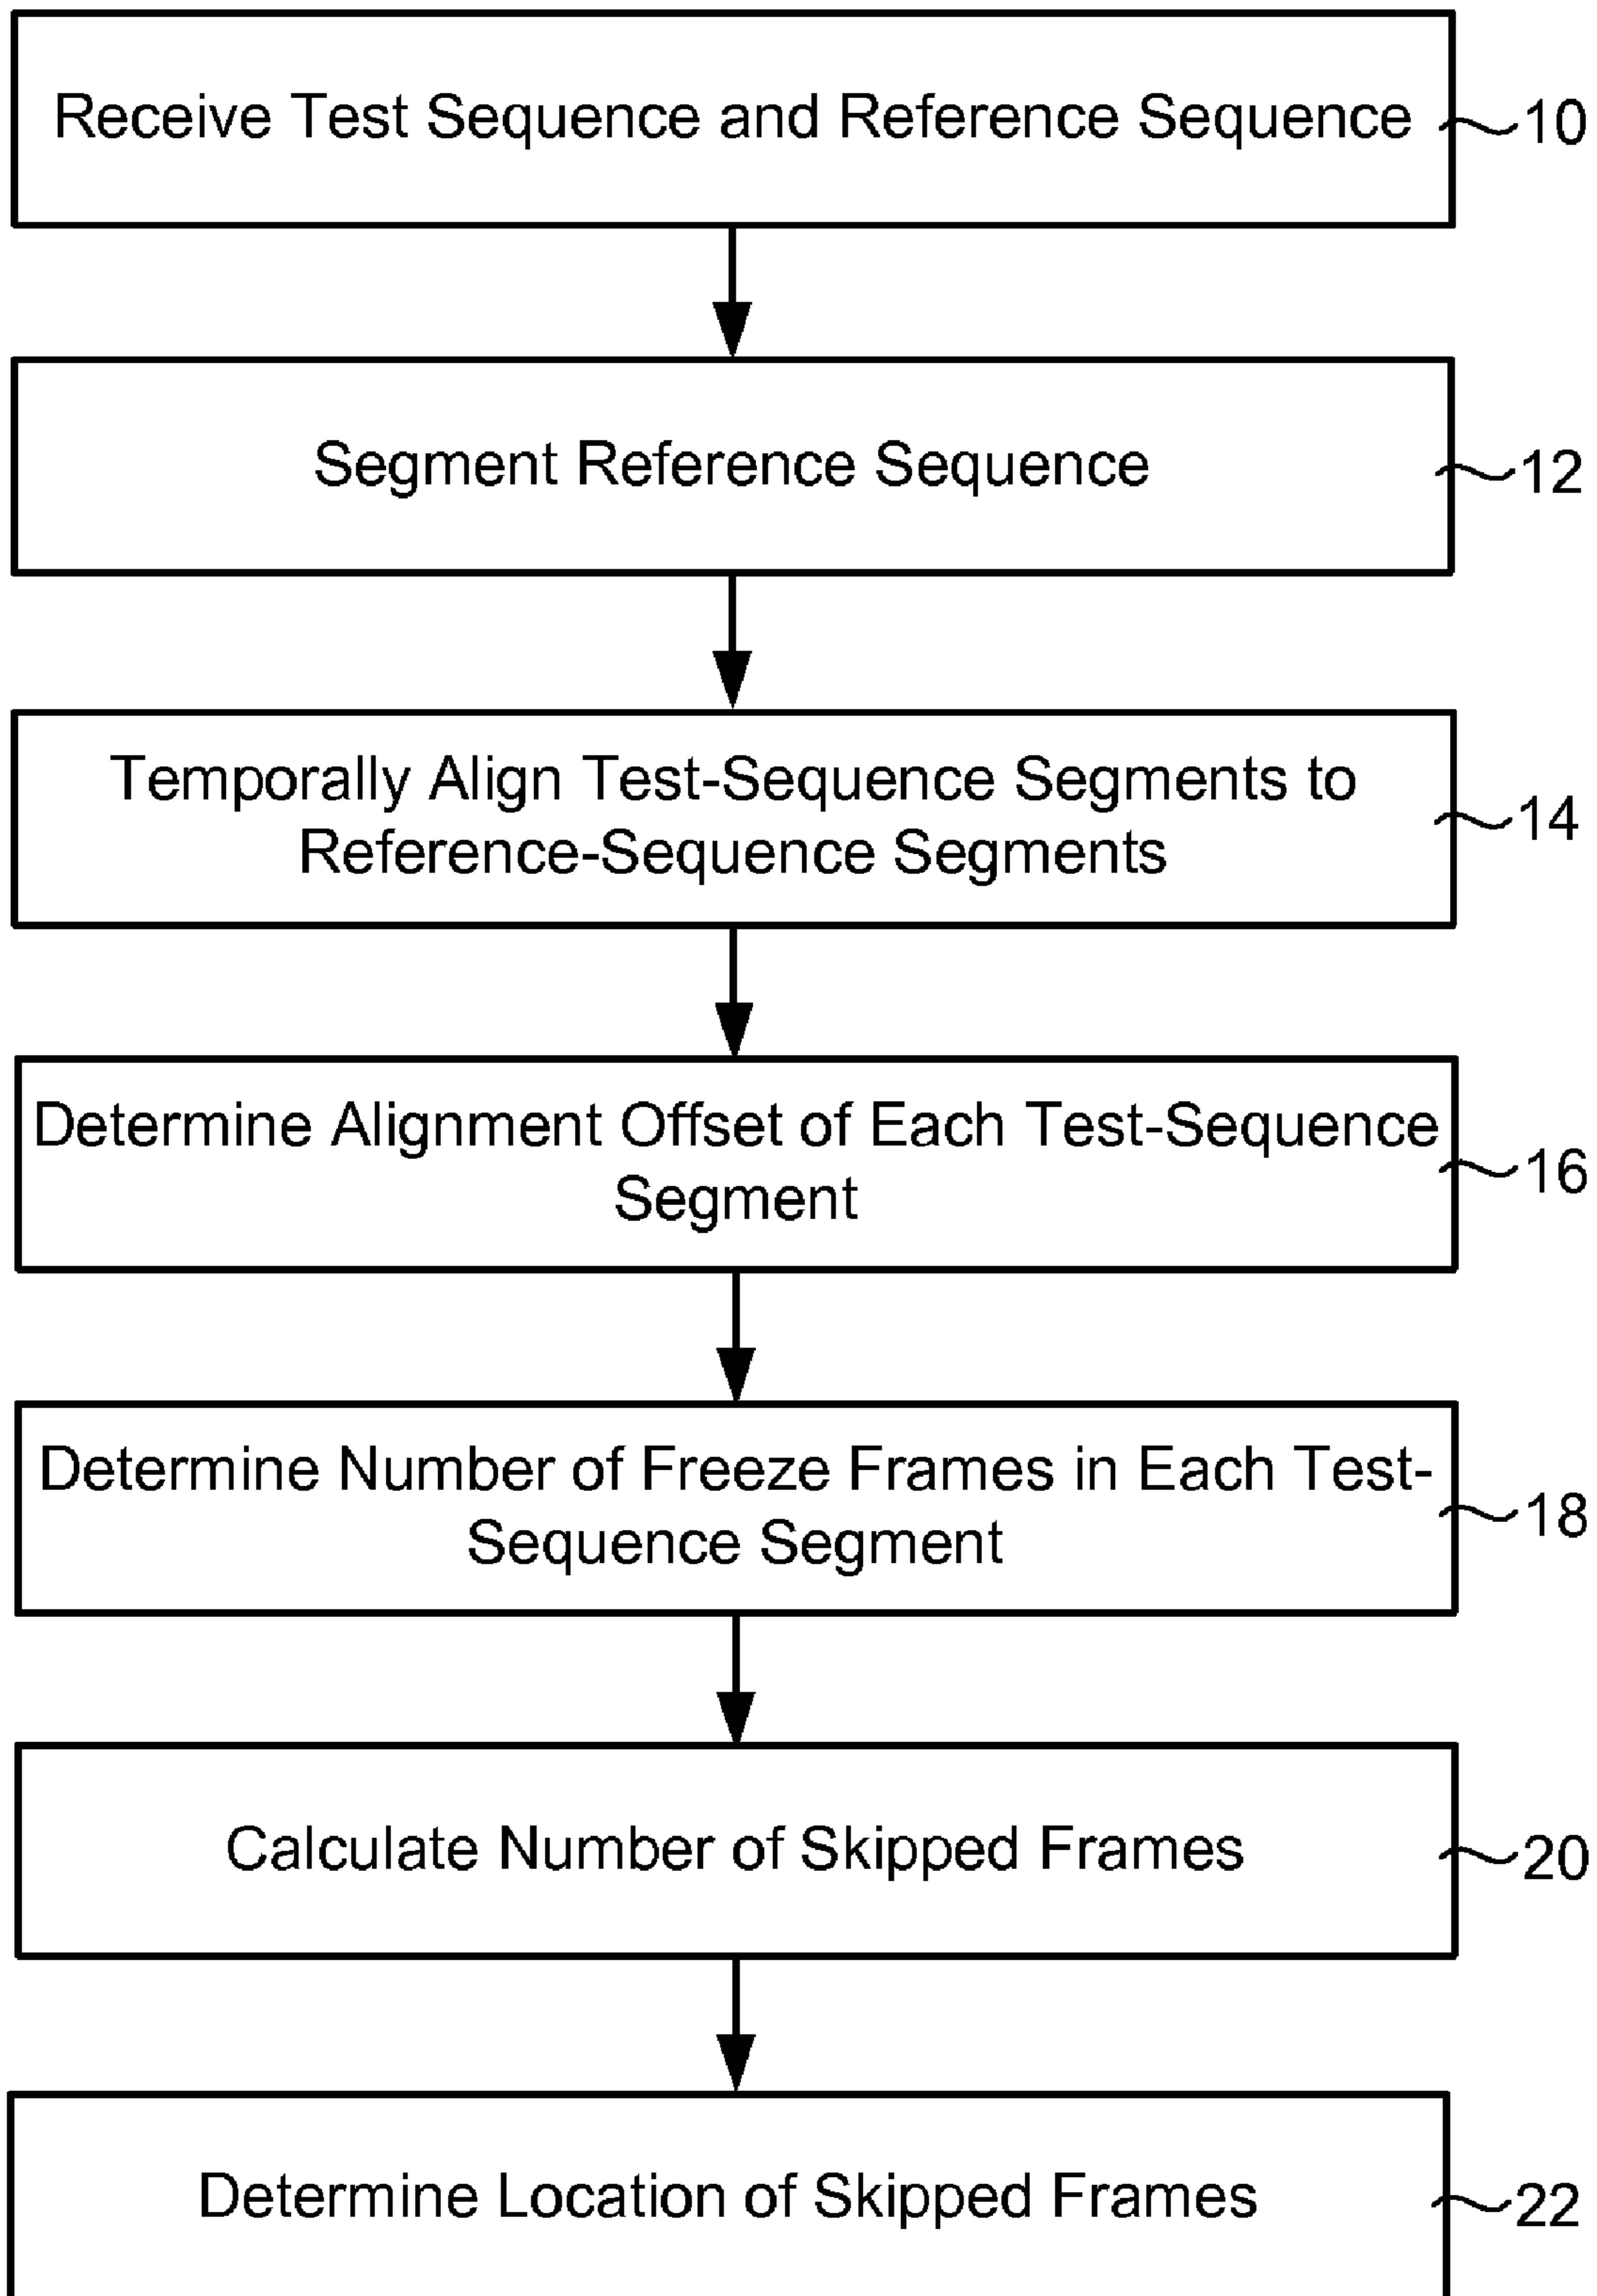 Receive Test Sequence and Reference Sequence
10
Segment Reference Sequence
12
Temporally Align Test-Sequence Segments to
Reference-Sequence Segments
14
Determine Alignment Offset of Each Test-Sequence
Segment
16
Determine Number of Freeze Frames in Each Test-
Sequence Segment
18
Calculate Number of Skipped Frames
20
Determine Location of Skipped Frames
22